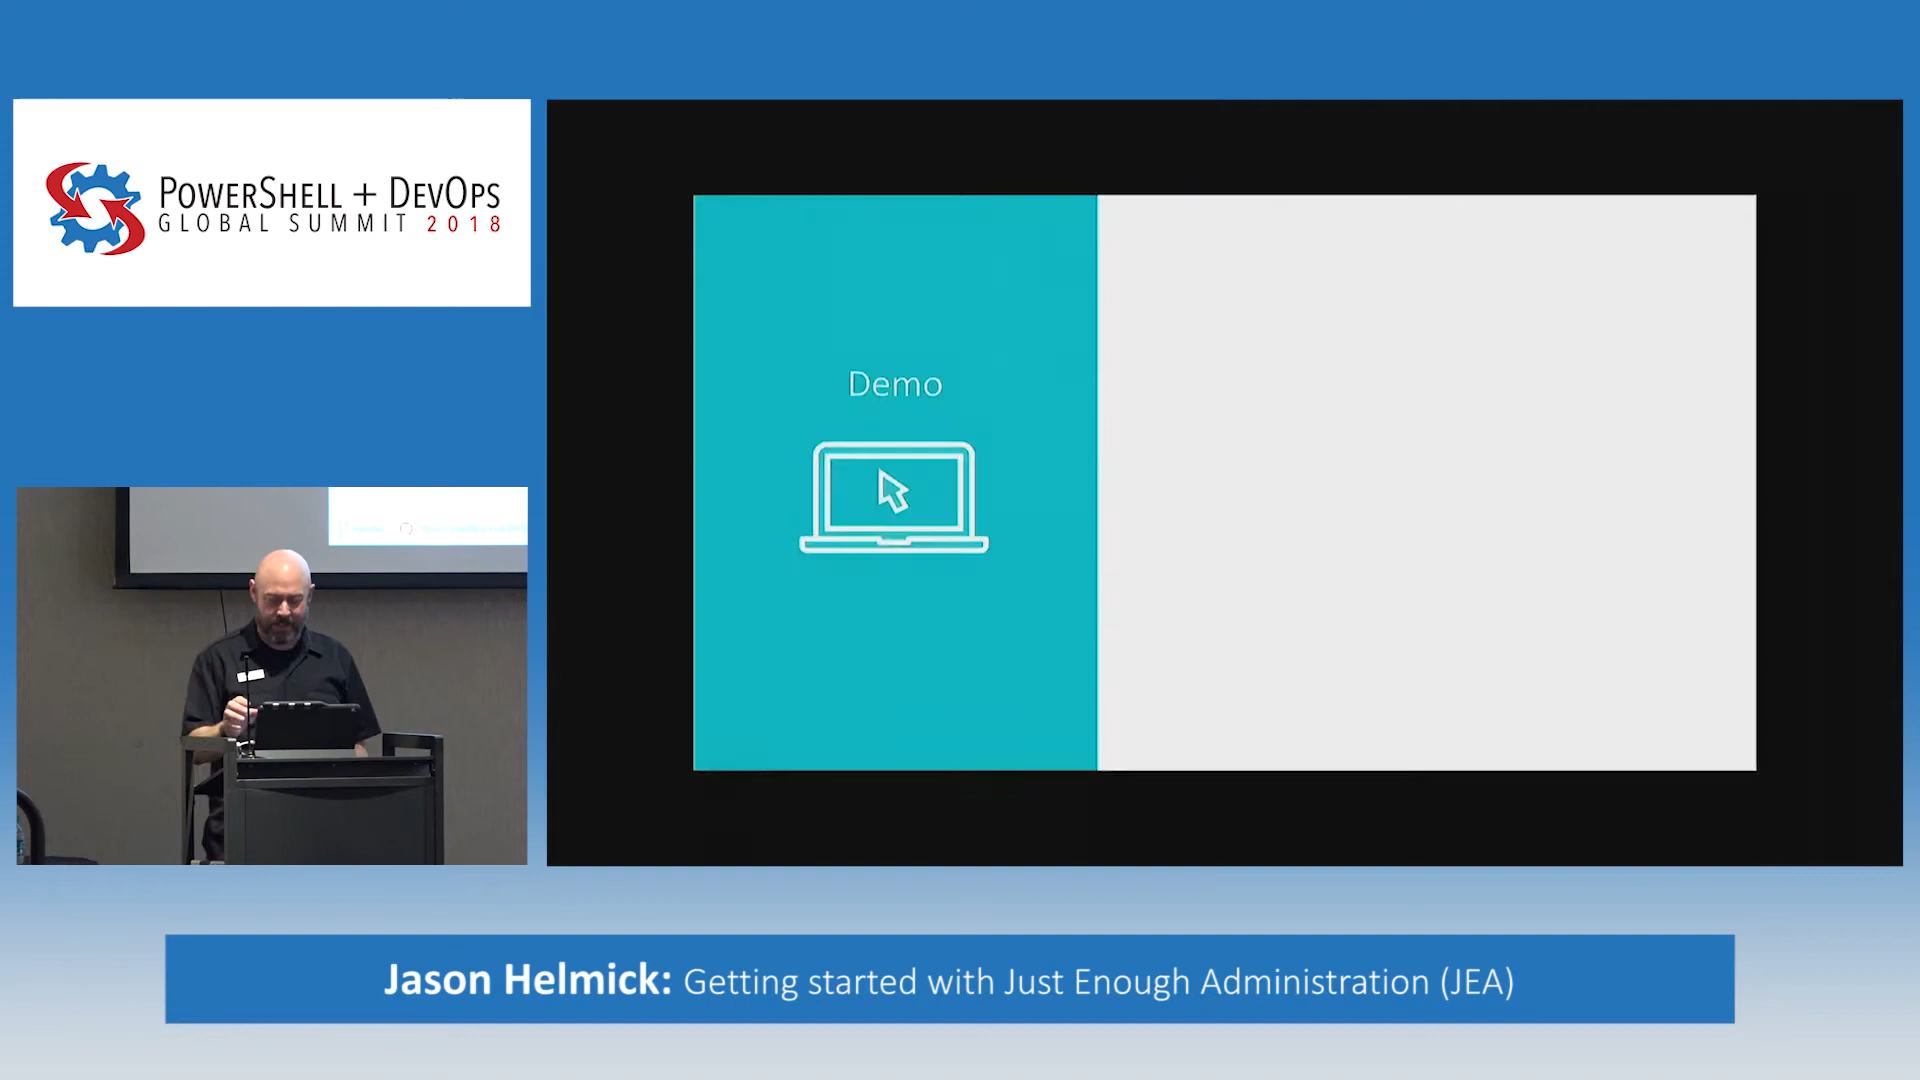 POWERSHELL + DEVOPS
GLOBAL SUMMIT 2018
Demo
Jason Helmick: Getting started with Just Enough Administration (JEA)